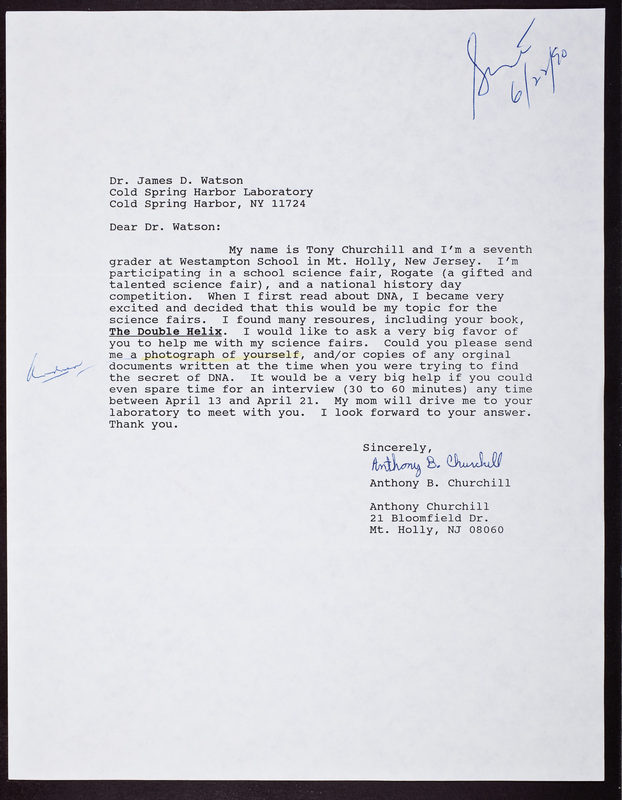 Sent
6/22/90
Dr. James D. Watson
Cold Spring Harbor Laboratory
Cold Spring Harbor, NY 11724
Dear Dr. Watson:
My name is Tony Churchill and I'm a seventh
grader at Westampton School in Mt. Holly, New Jersey. I'm
participating in a school science fair, Rogate (a gifted and
talented science fair), and a national history day
competition. When I first read about DNA, I became very
excited and decided that this would be my topic for the
science fairs. I found many resoures, including your book,
The Double Helix. I would like to ask a very big favor of
you to help me with my science fairs. Could you please send
me a photograph of yourself, and/or copies of any orginal
documents written at the time when you were trying to find
the secret of DNA. It would be a very big help if you could
even spare time for an interview (30 to 60 minutes) any time
between April 13 and April 21. My mom will drive me to your
laboratory to meet with you. I look forward to your answer.
Thank you.
Sincerely,
Anthony B. Churchill
Anthony B. Churchill
Anthony Churchill
21 Bloomfield Dr.
Mt. Holly, NJ 08060